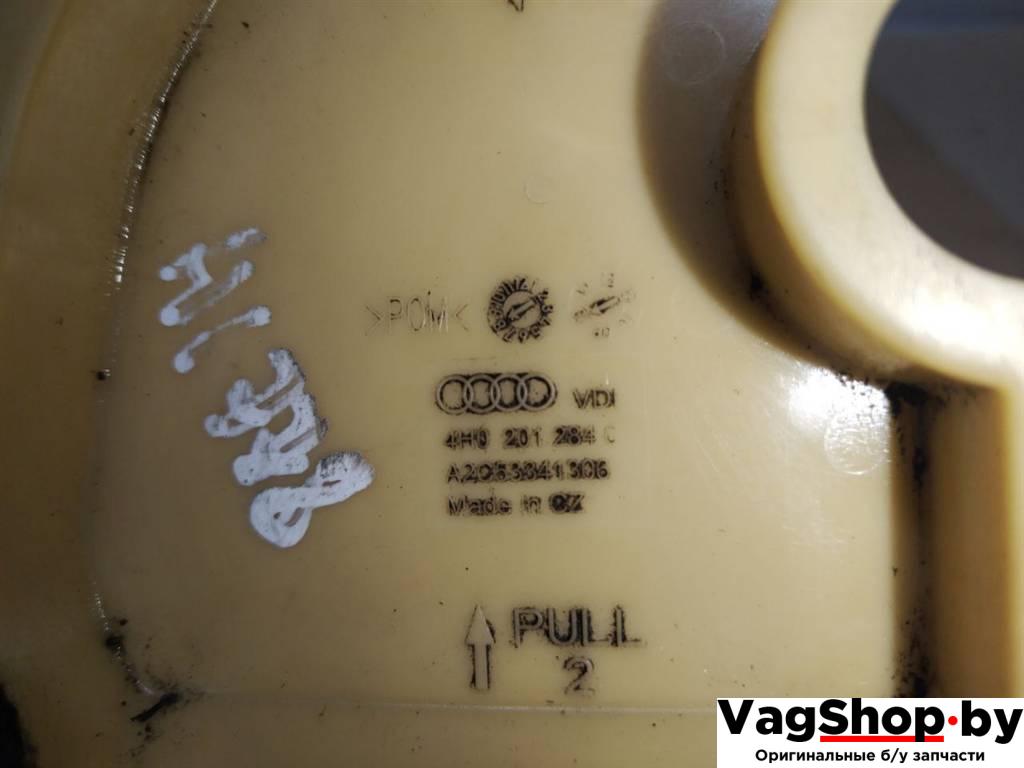 >POM<
VDI
4H0 201 284 C
A2C53341306
Made in CZ
PULL
2
VagShop.by
Оригинальные б/у запчасти